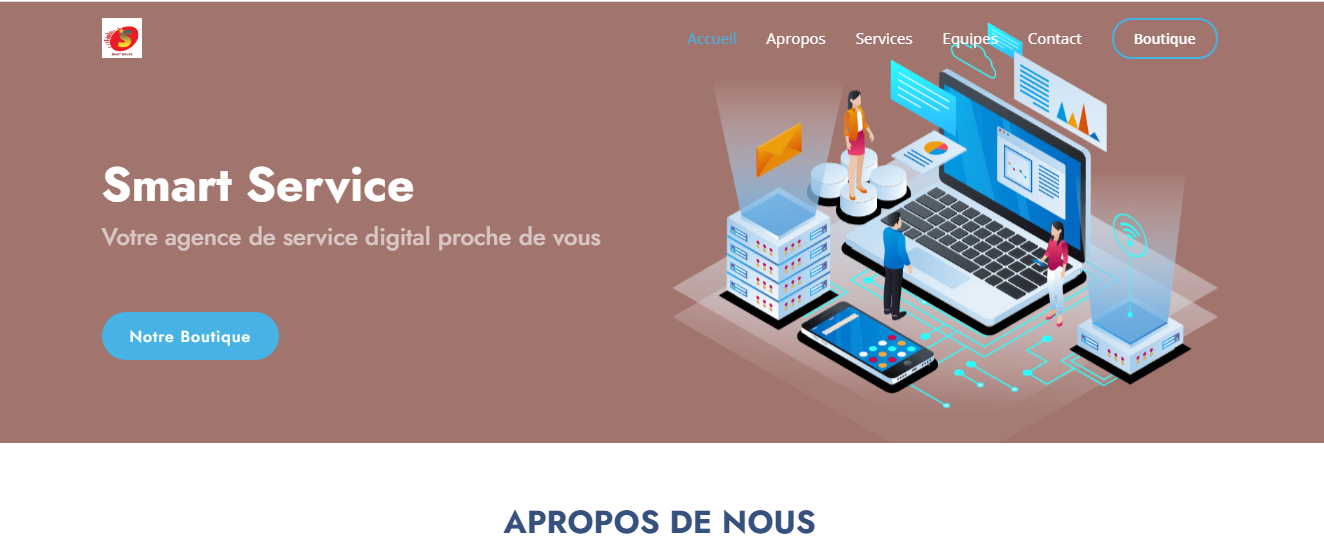 Accueil Apropos Services Equipes Contact Boutique
Smart Service
Votre agence de service digital proche de vous
Notre Boutique
APROPOS DE NOUS